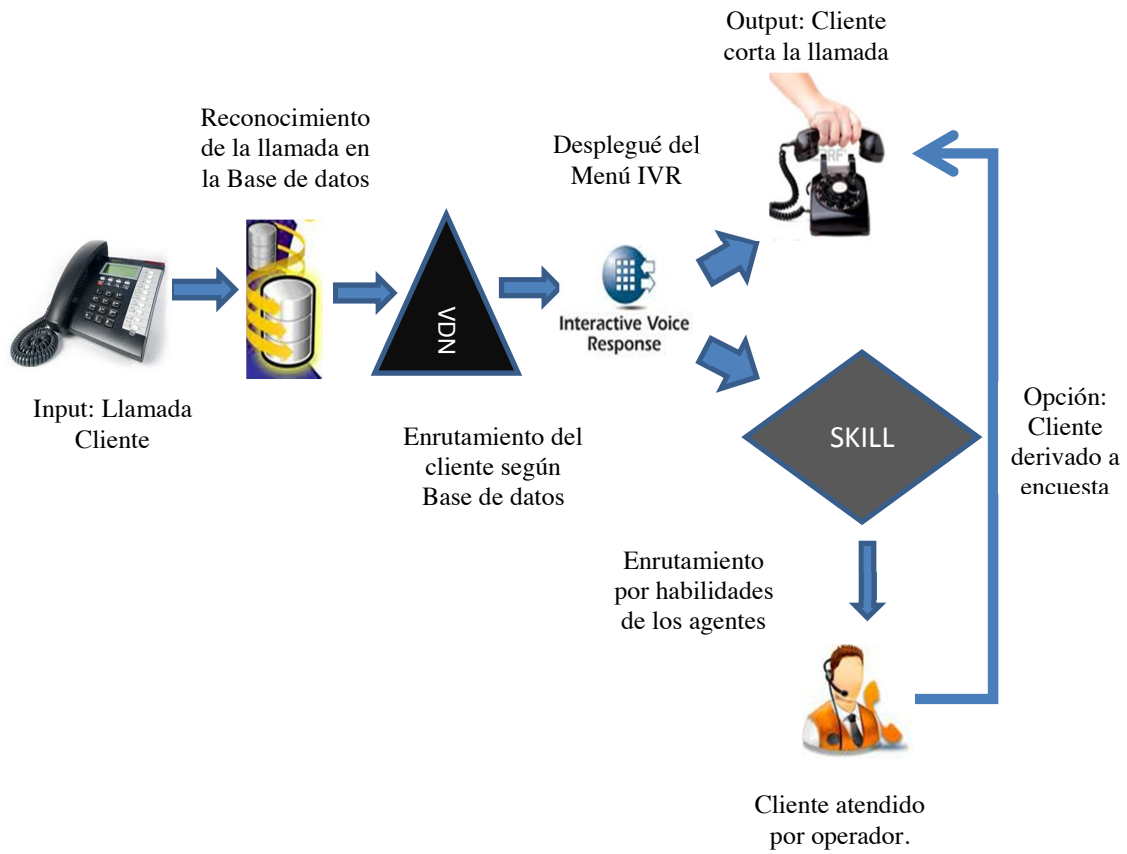 Output: Cliente
corta la llamada
Reconocimiento
de la llamada en
la Base de datos
Desplegué del
Menú IVR
VDN
Interactive Voice
Response
Input: Llamada
Cliente
Enrutamiento del
cliente según
Base de datos
SKILL
Opción:
Cliente
derivado a
encuesta
Enrutamiento
por habilidades
de los agentes
Cliente atendido
por operador.